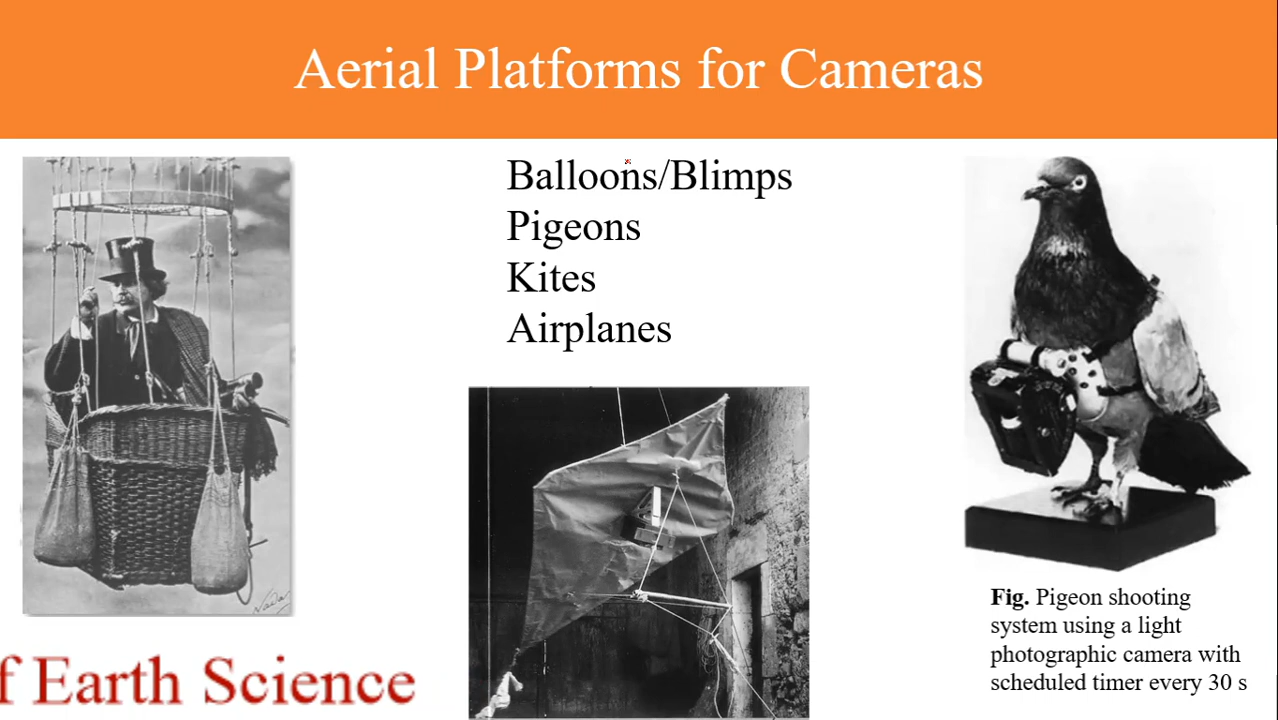 Aerial Platforms for Cameras
Balloons/Blimps
Pigeons
Kites
Airplanes
Fig. Pigeon shooting
system using a light
photographic camera with
scheduled timer every 30 s
f Earth Science
Nadar